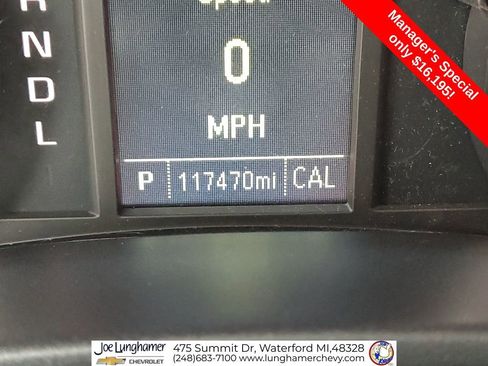 Manager's Special
only $16,195!
R
N
D
L
Speed
0
MPH
P 117470mi CAL
Joe Lunghamer
CHEVROLET
475 Summit Dr, Waterford MI,48328
(248)683-7100 www.lunghamerchevy.com